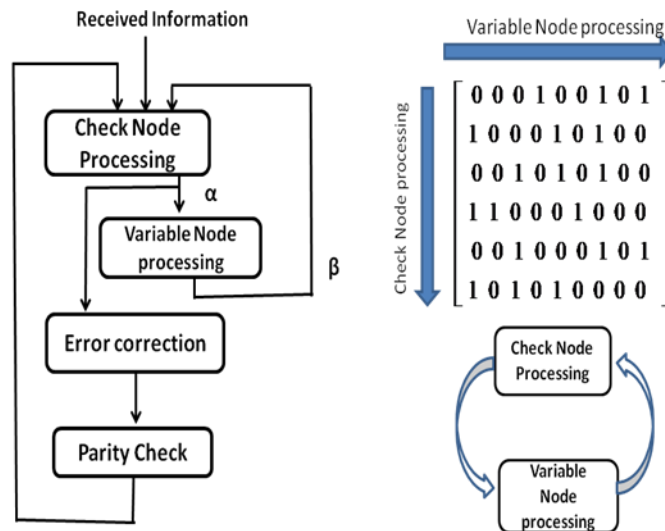 Received Information
Check Node
Processing
α
Variable Node
processing
β
Error correction
Parity Check
Variable Node processing
Check Node processing
0 0 0 1 0 0 1 0 1
1 0 0 0 1 0 1 0 0
0 0 1 0 1 0 1 0 0
1 1 0 0 0 1 0 0 0
0 0 1 0 0 0 1 0 1
1 0 1 0 1 0 0 0 0
Check Node
Processing
Variable
Node
processing